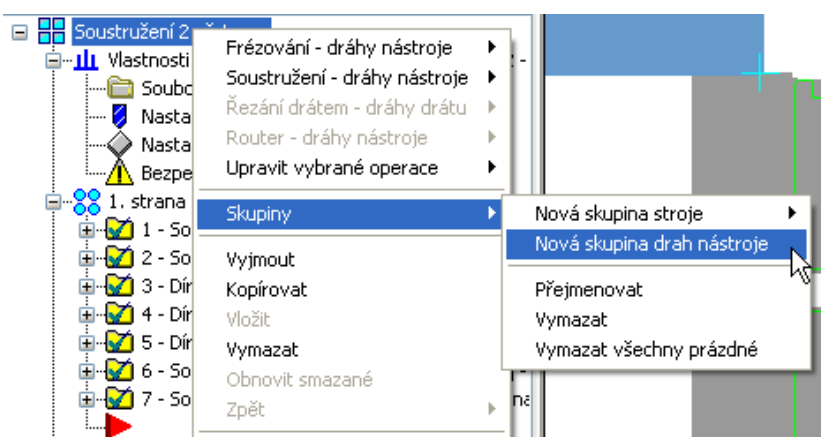 Soustružení 2
Vlastnosti
Soubo
Nasta
Nasta
Bezpe
1. strana
1 - So
2 - So
3 - Dír
4 - Dír
5 - Dír
6 - So
7 - So
Frézování - dráhy nástroje
Soustružení - dráhy nástroje
Řezání drátem - dráhy drátu
Router - dráhy nástroje
Upravit vybrané operace
Skupiny
Vyjmout
Kopírovat
Vložit
Vymazat
Obnovit smazané
Zpět
Nová skupina stroje
Nová skupina drah nástroje
Přejmenovat
Vymazat
Vymazat všechny prázdné